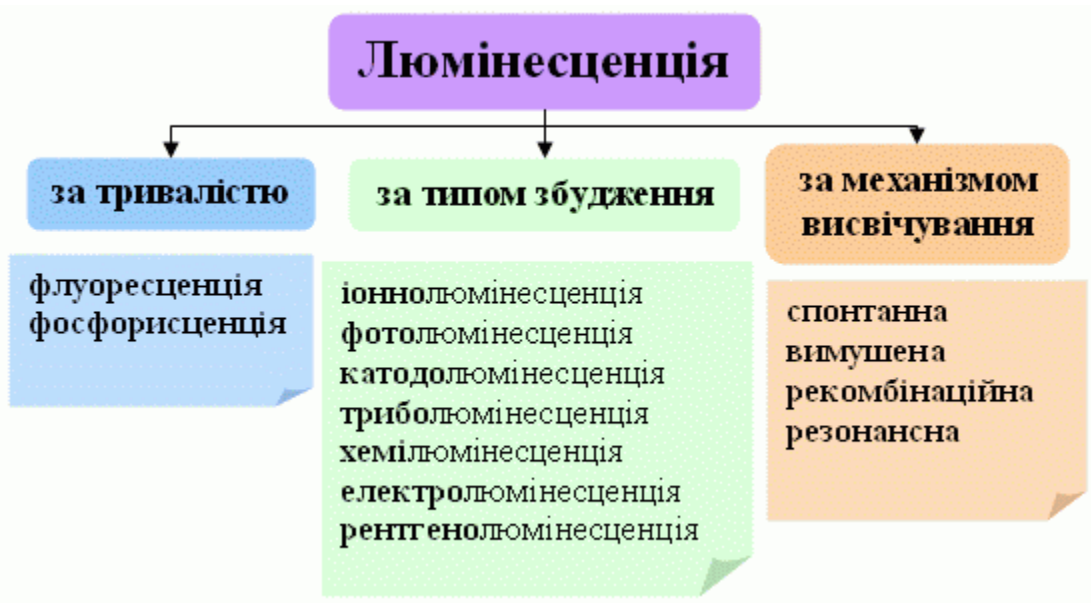 Люмінесценція
за тривалістю
флуоресценція
фосфорисценція
за типом збудження
іоннолюмінесценція
фотолюмінесценція
католюмінесценція
триболюмінесценція
хемілюмінесценція
електролюмінесценція
рентгенолюмінесценція
за механізмом
висвічування
спонтанна
вимушена
рекомбінаційна
резонансна